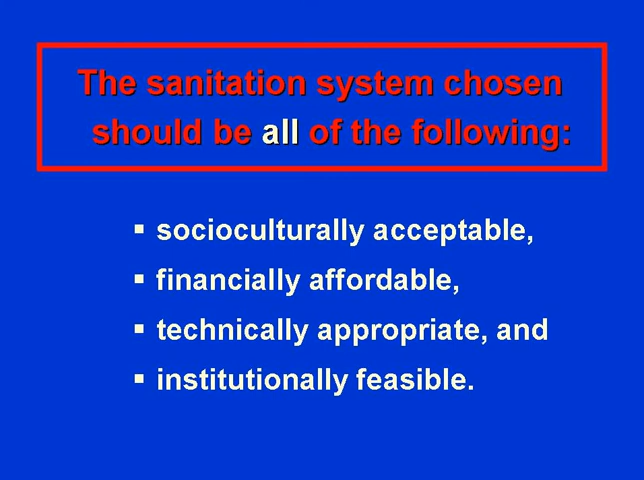 The sanitation system chosen
should be all of the following:
▪ socioculturally acceptable,
▪ financially affordable,
▪ technically appropriate, and
▪ institutionally feasible.